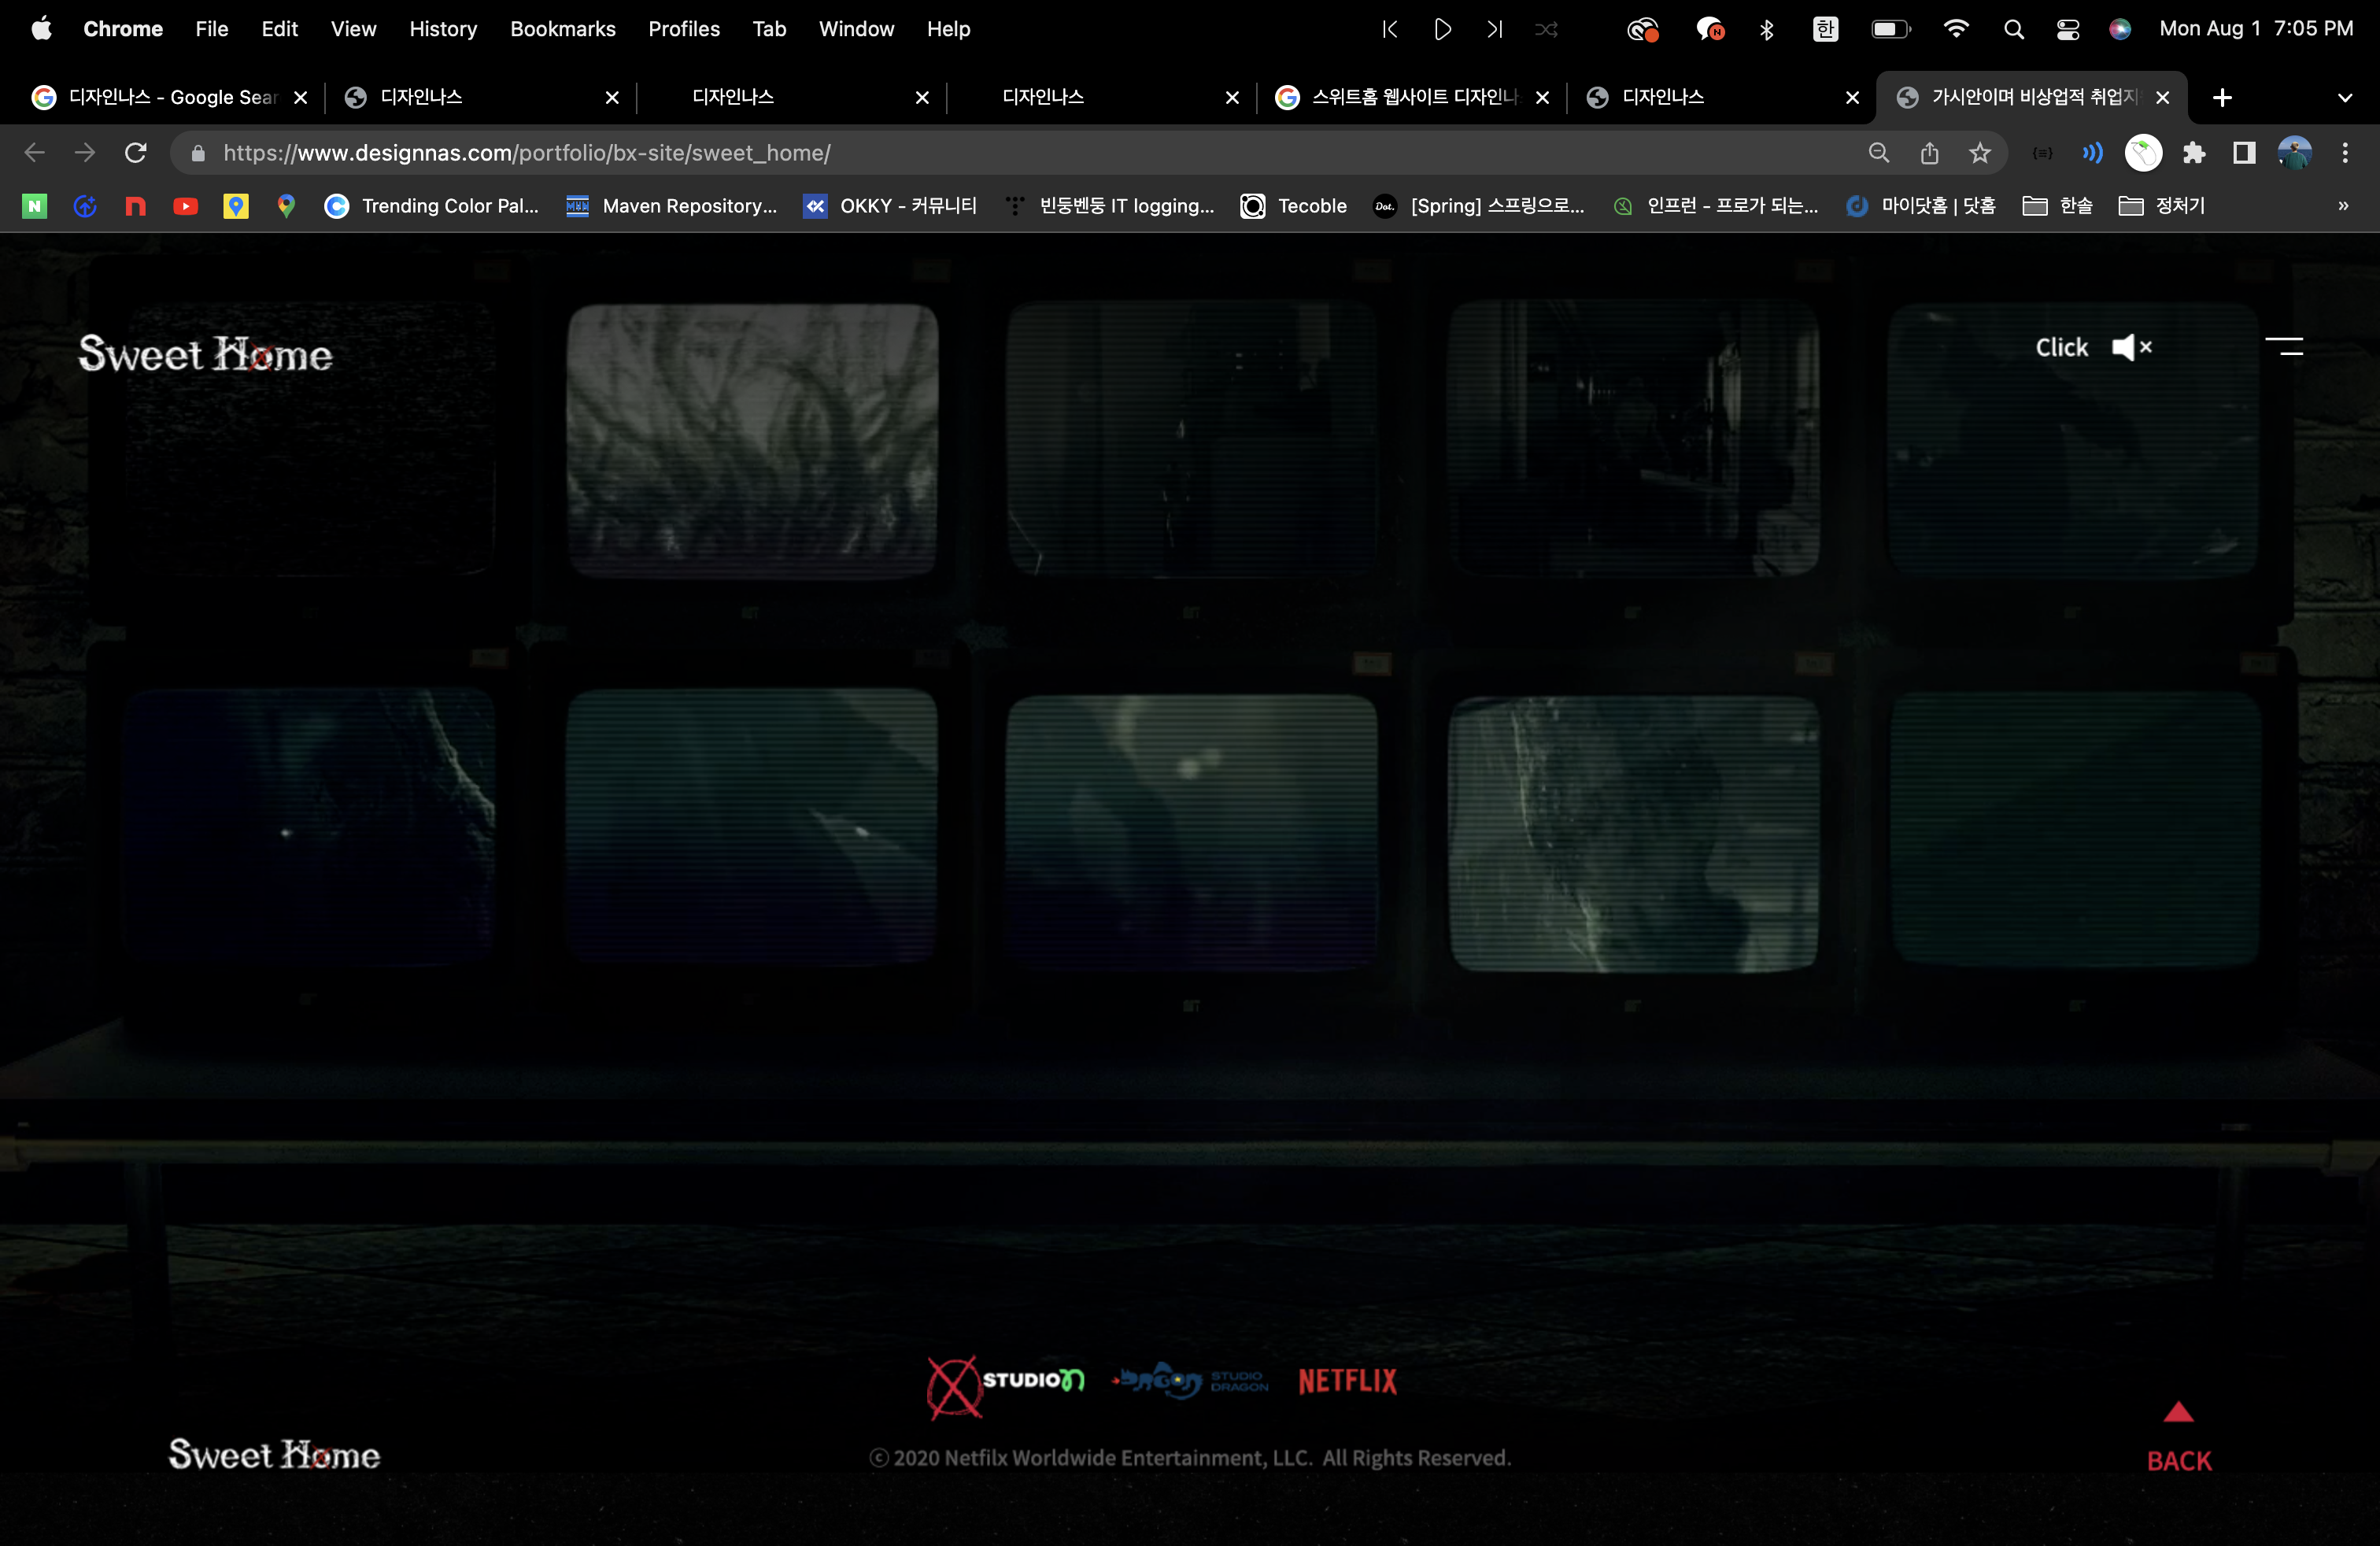 Chrome File Edit View History Bookmarks Profiles Tab Window Help 한 Mon Aug 1 7:05 PM
디자인나스 - Google Sear 디자인나스 디자인나스 디자인나스 스위트홈 웹사이트 디자인나 디자인나스 가시안이며 비상업적 취업지
https://www.designnas.com/portfolio/bx-site/sweet_home/
Trending Color Pal... Maven Repository... OKKY - 커뮤니티 빈둥벤둥 IT logging... Tecoble Dot. [Spring] 스프링으로... 인프런 - 프로가 되는... 마이닷홈 | 닷홈 한솔 정처기 »
Sweet Home Click
STUDIO n STUDIO DRAGON NETFLIX
Sweet Home
© 2020 Netfilx Worldwide Entertainment, LLC. All Rights Reserved.
BACK